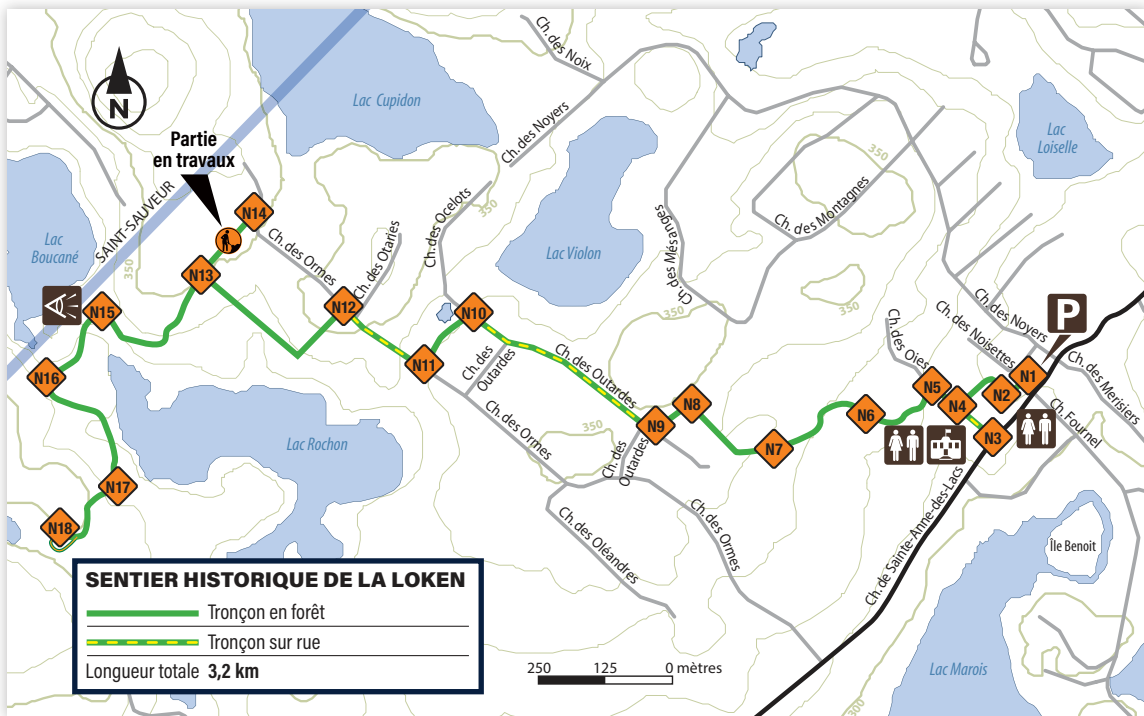 N
Partie
en travaux
Lac Cupidon
Ch. des Noix
Ch. des Noyers
Lac
Loiselle
SAINT-SAUVEUR
Lac
Boucané
350
N14
Ch. des Ormes
Ch. des Otaries
Ch. des Ocelots
350
Lac Violon
Ch. des Mésanges
Ch. des Montagnes
350
N13
N15
N12
N10
N11
N16
350
Ch. des
Outardes
Ch. des Outardes
Ch. des Oies
Ch. des Noisettes
Ch. des Noyers
P
N1
Ch. des Merisiers
N2
N5
N4
N3
Ch. Fournel
N6
N8
N9
N7
350
Ch. des
Outardes
Ch. des Ormes
Ch. des Ormes
Ch. des Oléandres
Lac Rochon
N17
N18
Ch. de Sainte-Anne-des-Lacs
Île Benoit
Lac Marois
300
SENTIER HISTORIQUE DE LA LOKEN
Tronçon en forêt
Tronçon sur rue
Longueur totale 3,2 km
250 125 0 mètres